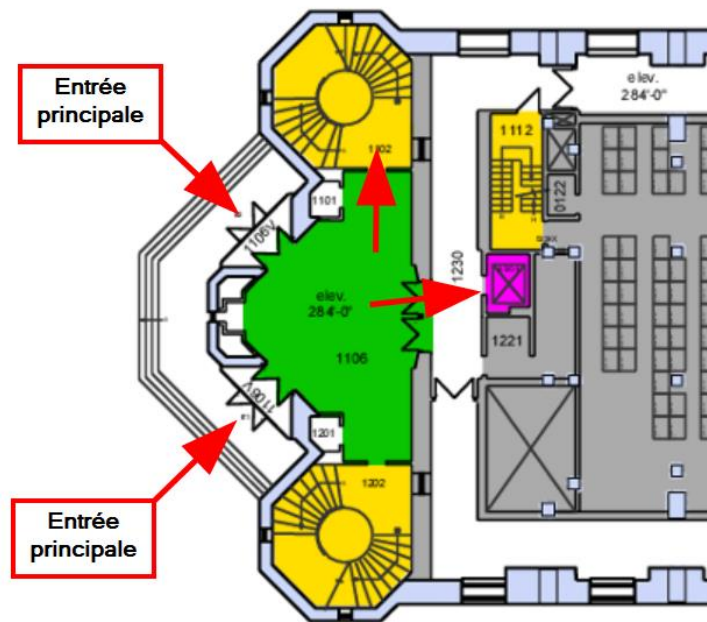 Entrée
principale
elev.
284'-0"
1102
1112
0122
1101
1106V
1230
elev.
284'-0"
1106
1221
1106V
1201
Entrée
principale
1202